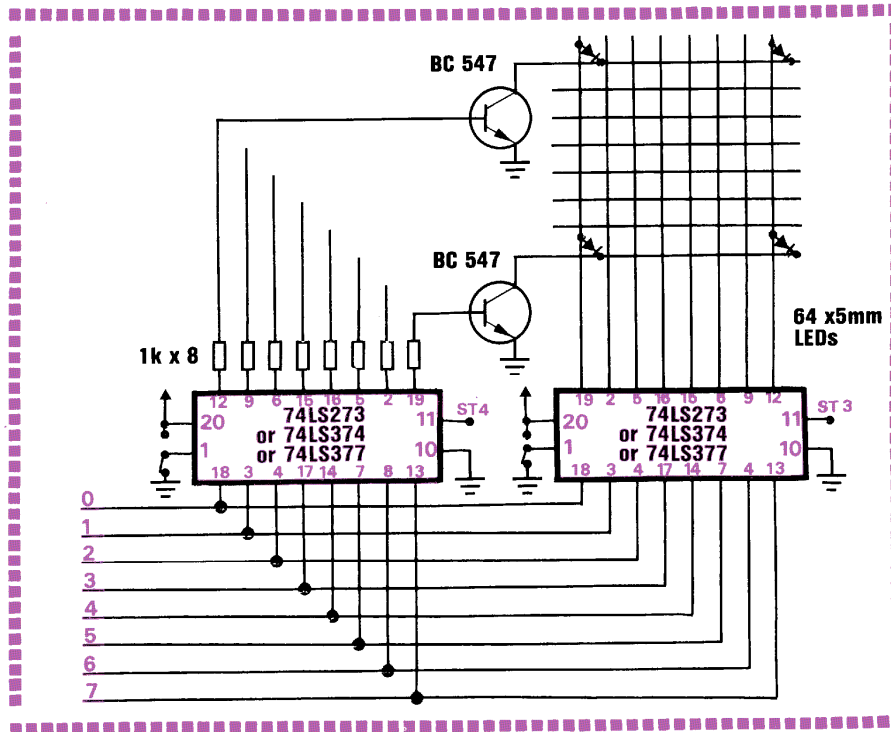 BC 547
BC 547
64 x5mm
LEDs
1k x 8
12 9 6 15 16 5 2 19
74LS273
or 74LS374
or 74LS377
20
1
11
10
ST4
18 3 4 17 14 7 8 13
19 2 5 16 15 6 9 12
74LS273
or 74LS374
or 74LS377
20
1
11
10
ST 3
18 3 4 17 14 7 4 13
0
1
2
3
4
5
6
7